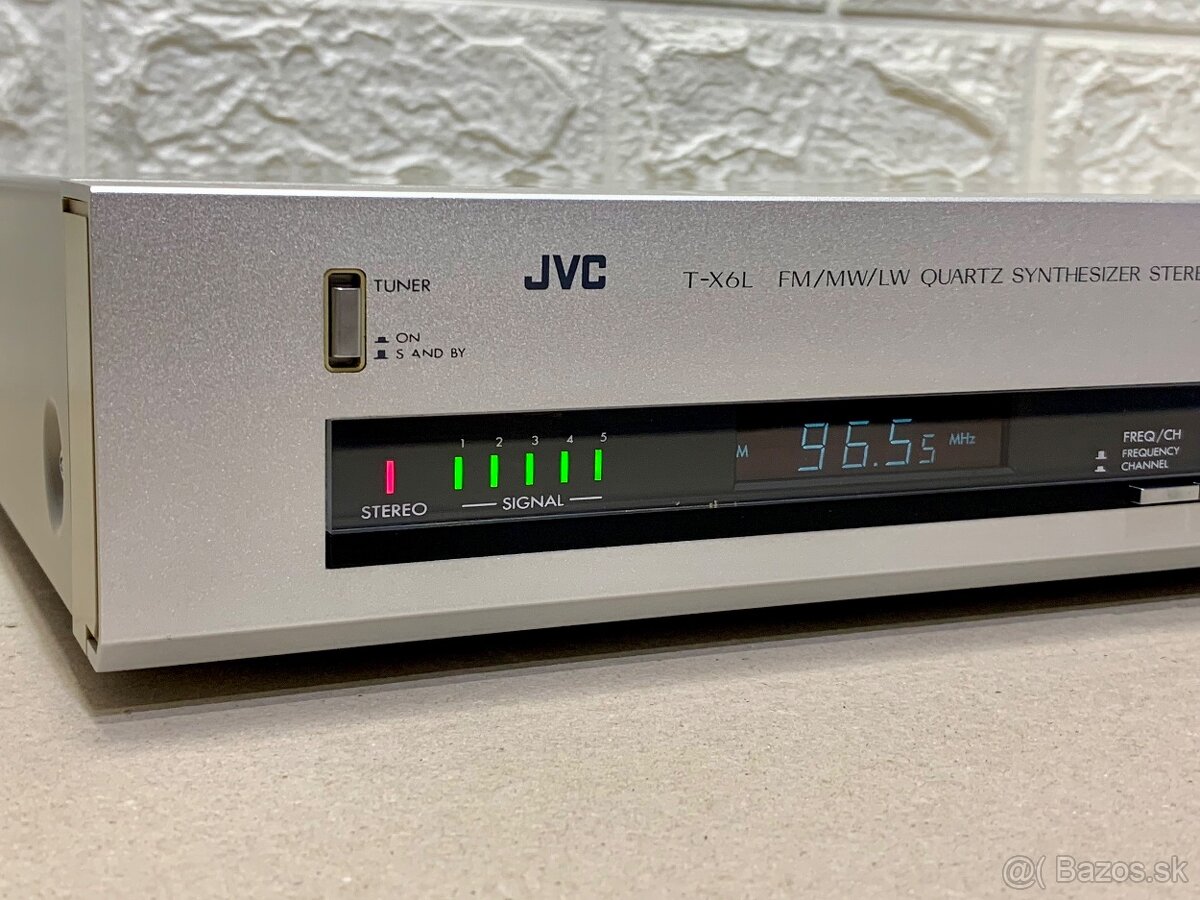 TUNER
ON
S AND BY
JVC
T-X6L FM/MW/LW QUARTZ SYNTHESIZER STERE
1 2 3 4 5
STEREO
SIGNAL
M 96.55 MHz
FREQ/CH
FREQUENCY
CHANNEL
@( Bazos.sk